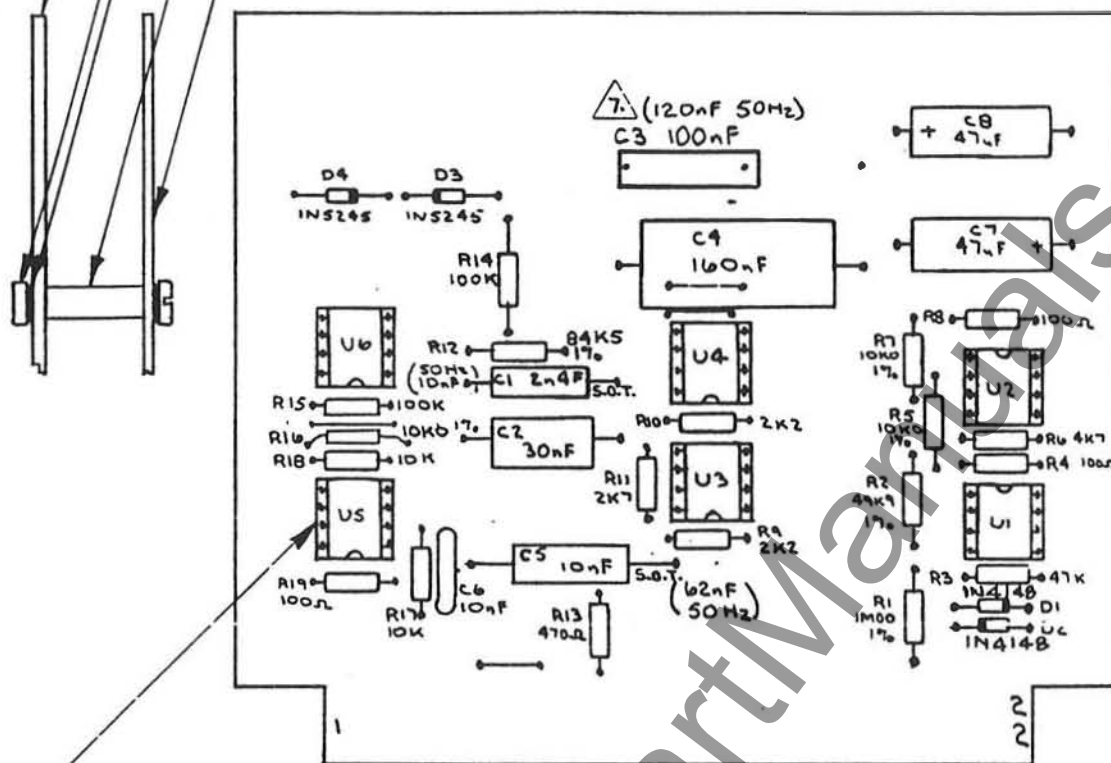 7. (120nF 50Hz)
C3 100nF
C8
+ 47uF
D4
D3
1N5245
1N5245
C7
47uF +
C4
160nF
R14
100K
R8 100Ω
R7
10K0
1%
U6
U4
U2
R12
84K5
1%
(50Hz)
(10nF)
C1 2n4F
S.O.T.
R15 100K
R10 2K2
R5
10K0
1%
R16 10K0 1%
C2
30nF
R6 4K7
R18 10K
R4 100Ω
R11
2K7
U3
R2
49K9
1%
U5
U1
R9
2K2
C5
10nF
S.O.T.
(62nF
50Hz)
R3 47K
1N4148
D1
R19
100Ω
R17
10K
C6
10nF
R13
470Ω
R1
1M00
1%
1N4148
1
2
2
artManuals